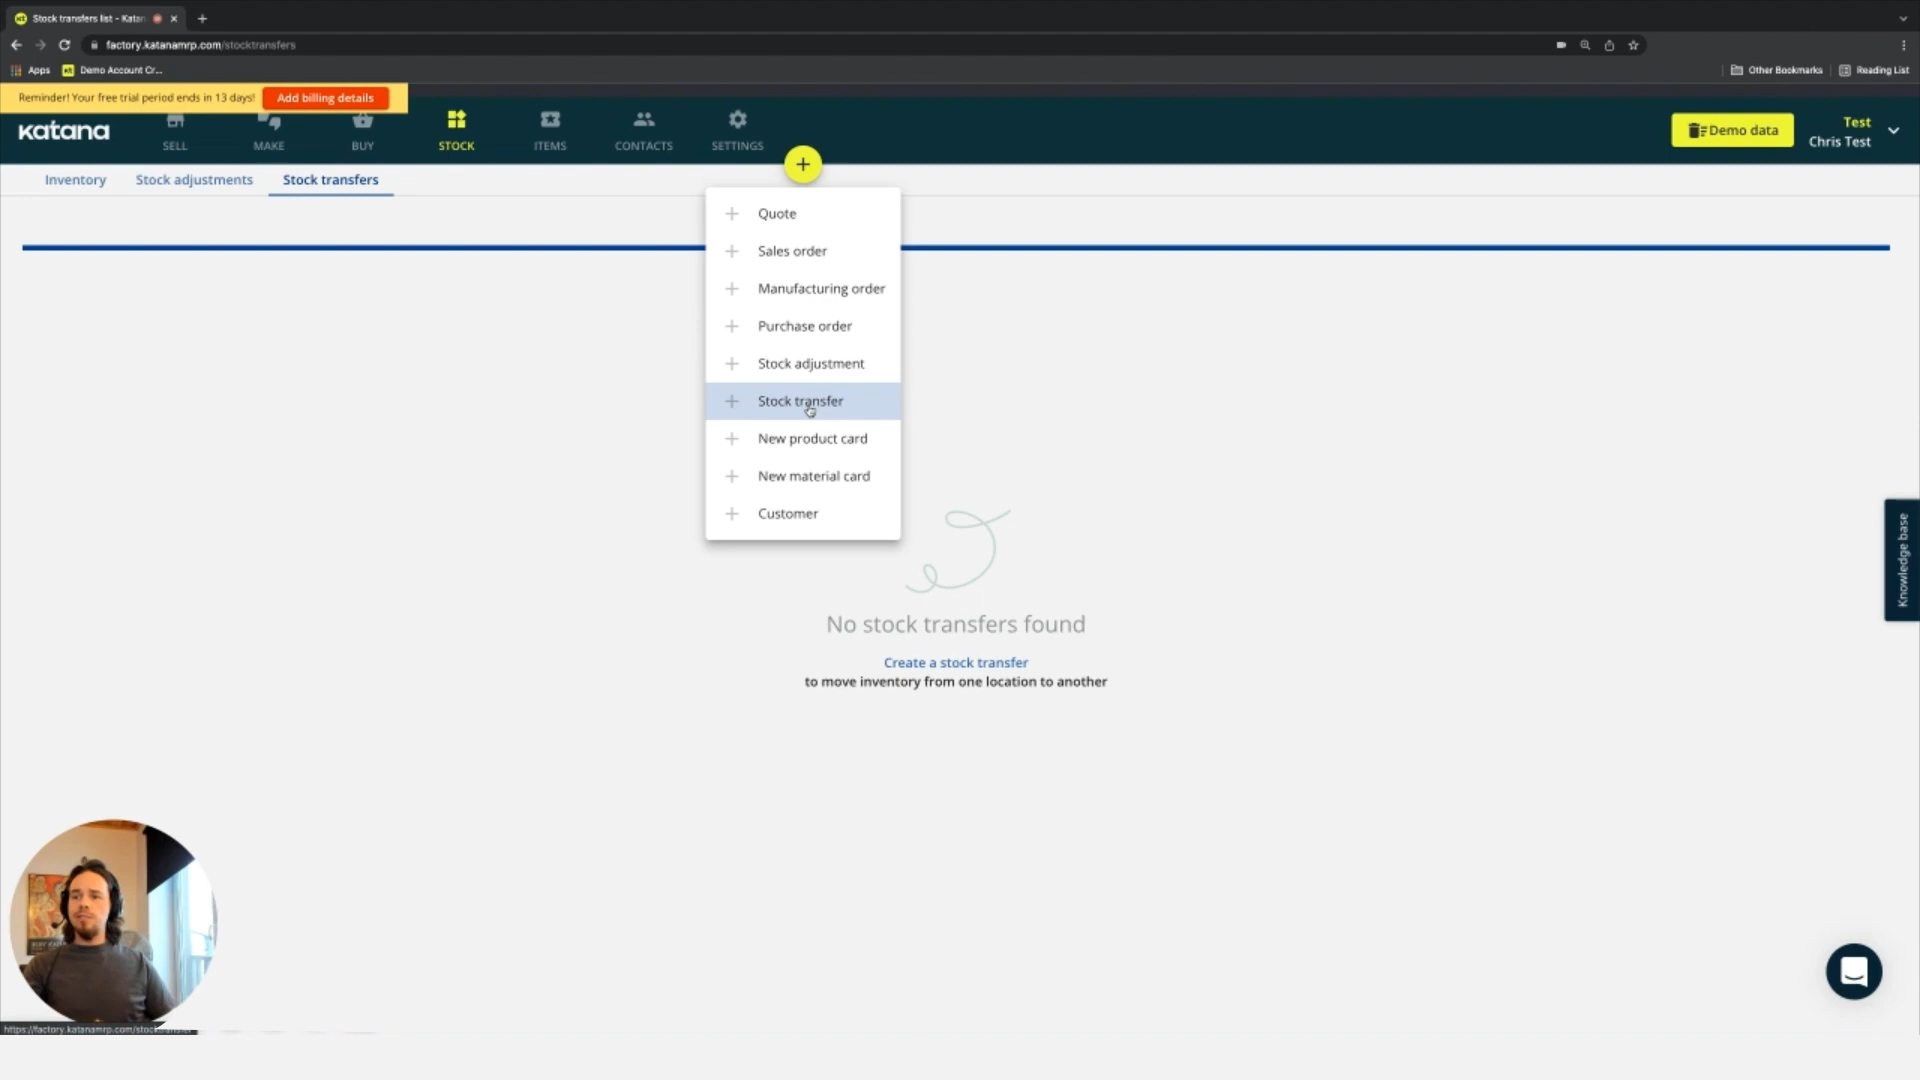 Stock transfers list - Katan
factory.katanamrp.com/stocktransfers
Apps
Demo Account Cr...
Other Bookmarks
Reading List
Reminder! Your free trial period ends in 13 days!
Add billing details
katana
SELL
MAKE
BUY
STOCK
ITEMS
CONTACTS
SETTINGS
Demo data
Test
Chris Test
Inventory
Stock adjustments
Stock transfers
Quote
Sales order
Manufacturing order
Purchase order
Stock adjustment
Stock transfer
New product card
New material card
Customer
No stock transfers found
Create a stock transfer
to move inventory from one location to another
Knowledge base